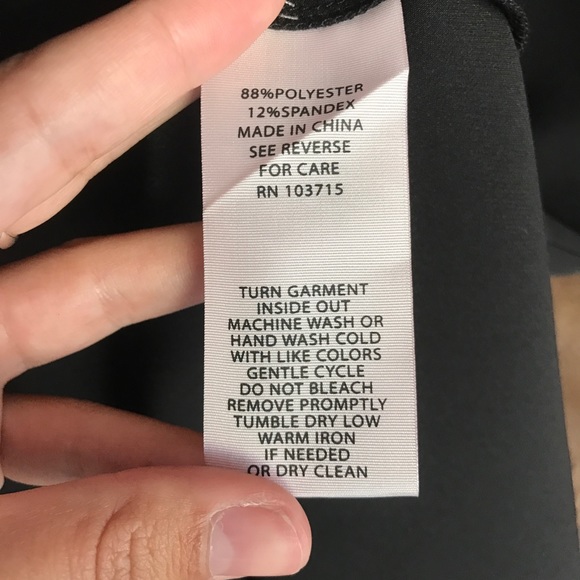 88%POLYESTER
12%SPANDEX
MADE IN CHINA
SEE REVERSE
FOR CARE
RN 103715
TURN GARMENT
INSIDE OUT
MACHINE WASH OR
HAND WASH COLD
WITH LIKE COLORS
GENTLE CYCLE
DO NOT BLEACH
REMOVE PROMPTLY
TUMBLE DRY LOW
WARM IRON
IF NEEDED
OR DRY CLEAN